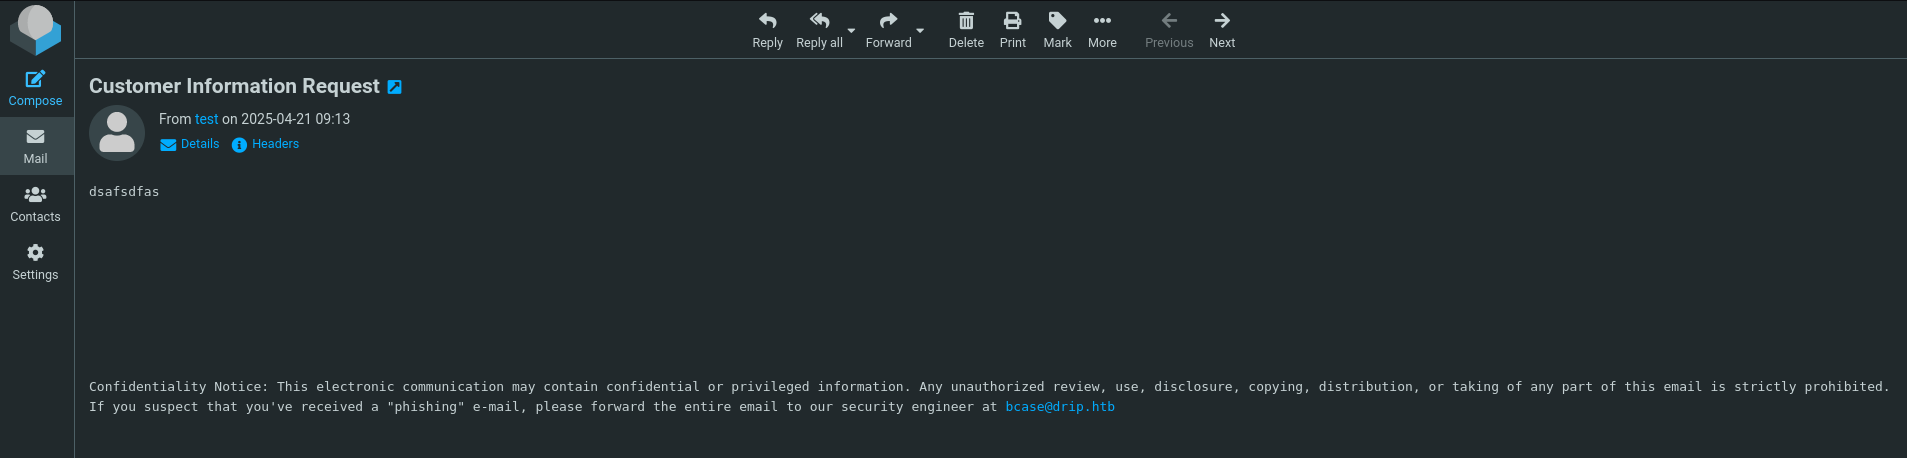 Reply Reply all Forward Delete Print Mark More Previous Next
Compose
Mail
Contacts
Settings
Customer Information Request
From test on 2025-04-21 09:13
Details Headers
dsafsdfas
Confidentiality Notice: This electronic communication may contain confidential or privileged information. Any unauthorized review, use, disclosure, copying, distribution, or taking of any part of this email is strictly prohibited.
If you suspect that you've received a "phishing" e-mail, please forward the entire email to our security engineer at bcase@drip.htb